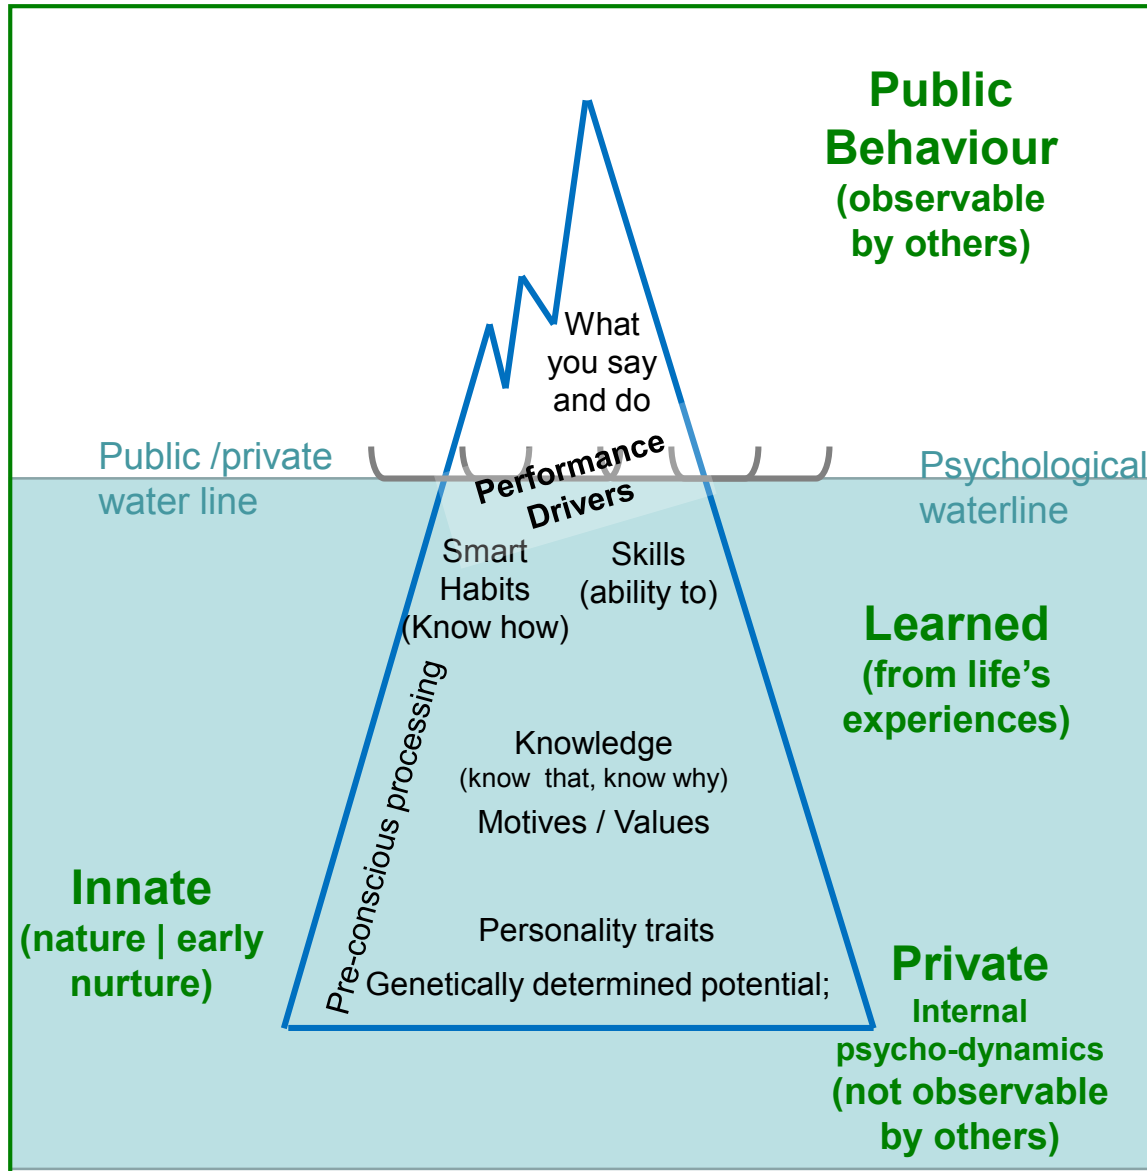 Public
Behaviour
(observable
by others)
What
you say
and do
Public /private
water line
Performance
Drivers
Psychological
waterline
Smart
Habits
(Know how)
Skills
(ability to)
Learned
(from life’s
experiences)
Pre-conscious processing
Knowledge
(know that, know why)
Motives / Values
Innate
(nature | early
nurture)
Personality traits
Genetically determined potential;
Private
Internal
psycho-dynamics
(not observable
by others)